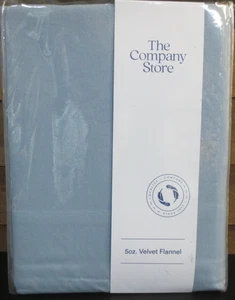 The
Company
Store
5oz. Velvet Flannel